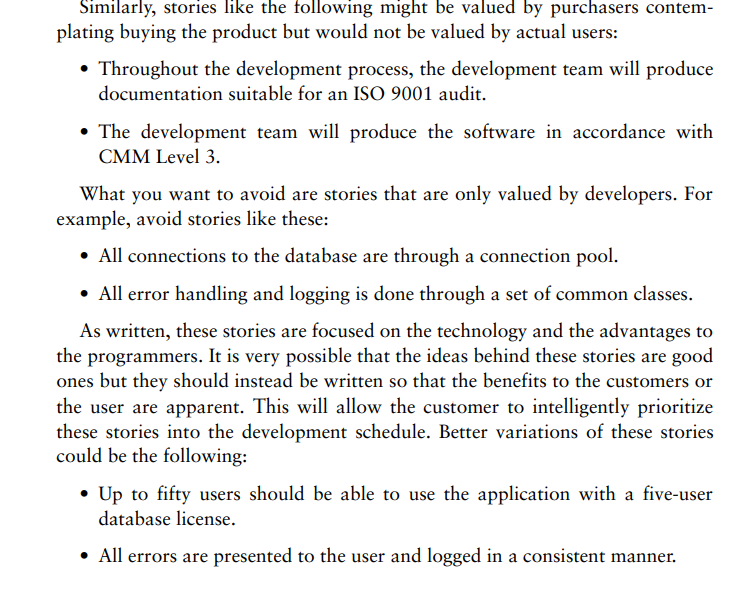 Similarly, stories like the following might be valued by purchasers contem-
plating buying the product but would not be valued by actual users:
• Throughout the development process, the development team will produce
documentation suitable for an ISO 9001 audit.
• The development team will produce the software in accordance with
CMM Level 3.
What you want to avoid are stories that are only valued by developers. For
example, avoid stories like these:
• All connections to the database are through a connection pool.
• All error handling and logging is done through a set of common classes.
As written, these stories are focused on the technology and the advantages to
the programmers. It is very possible that the ideas behind these stories are good
ones but they should instead be written so that the benefits to the customers or
the user are apparent. This will allow the customer to intelligently prioritize
these stories into the development schedule. Better variations of these stories
could be the following:
• Up to fifty users should be able to use the application with a five-user
database license.
• All errors are presented to the user and logged in a consistent manner.